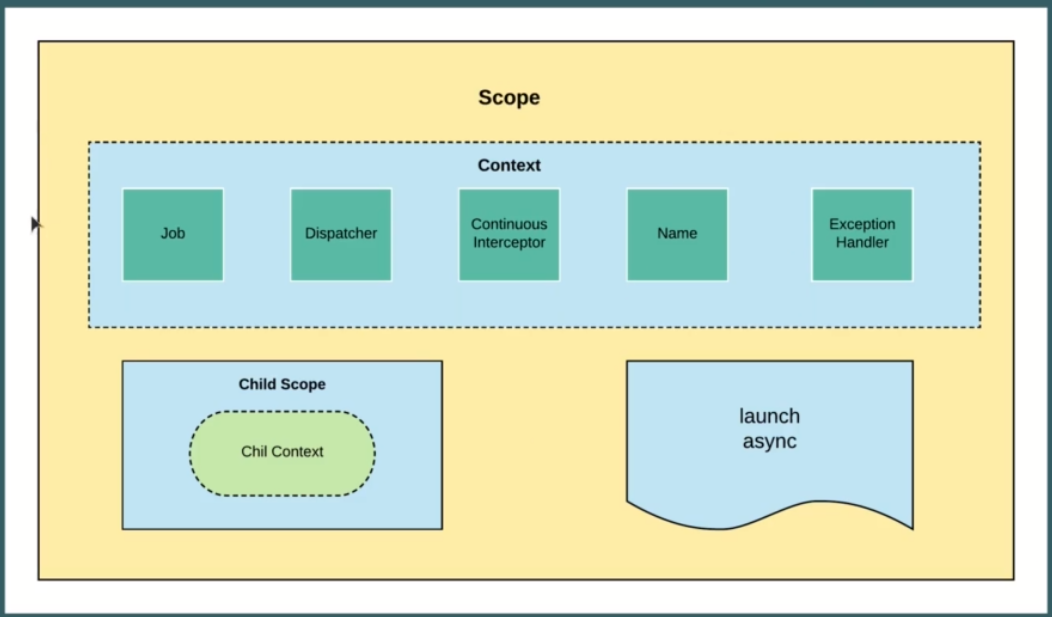 Scope
Context
Job
Dispatcher
Continuous
Interceptor
Name
Exception
Handler
Child Scope
Chil Context
launch
async